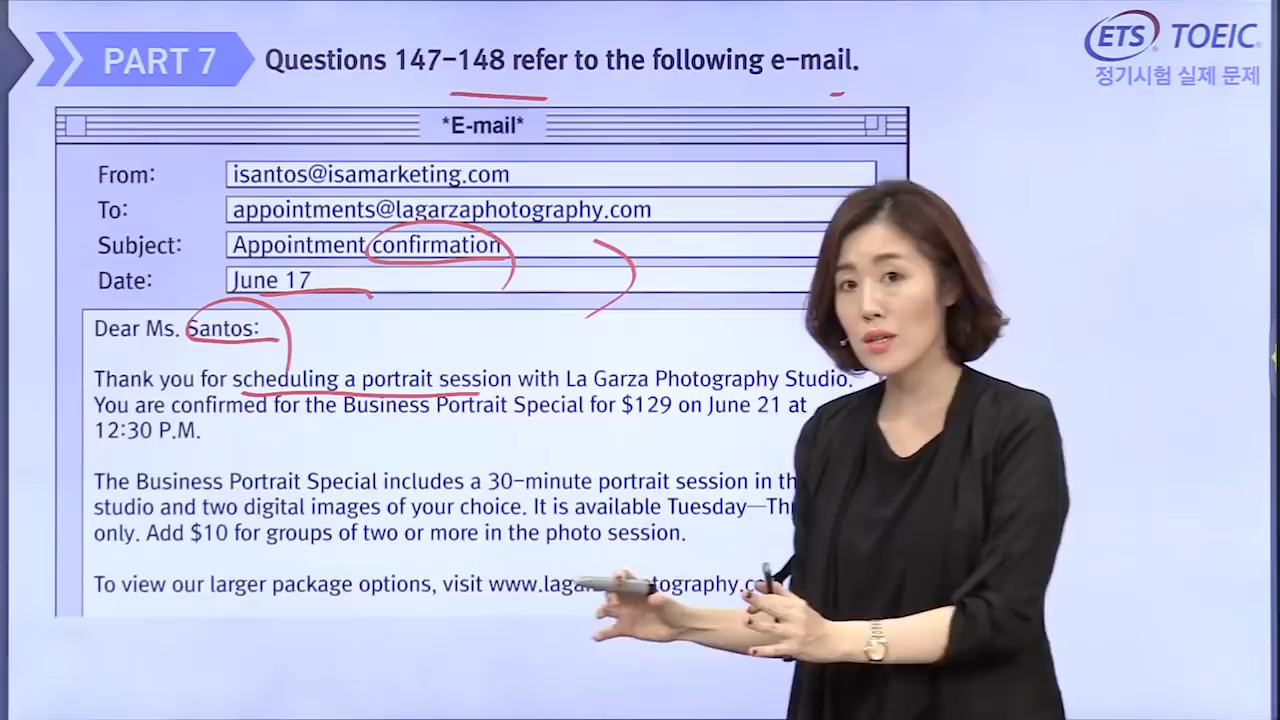 PART 7
Questions 147-148 refer to the following e-mail.
ETS TOEIC
정기시험 실제 문제
*E-mail*
From: isantos@isamarketing.com
To: appointments@lagarzaphotography.com
Subject: Appointment confirmation
Date: June 17
Dear Ms. Santos:
Thank you for scheduling a portrait session with La Garza Photography Studio.
You are confirmed for the Business Portrait Special for $129 on June 21 at
12:30 P.M.
The Business Portrait Special includes a 30-minute portrait session in
studio and two digital images of your choice. It is available Tuesday—
only. Add $10 for groups of two or more in the photo session.
To view our larger package options, visit